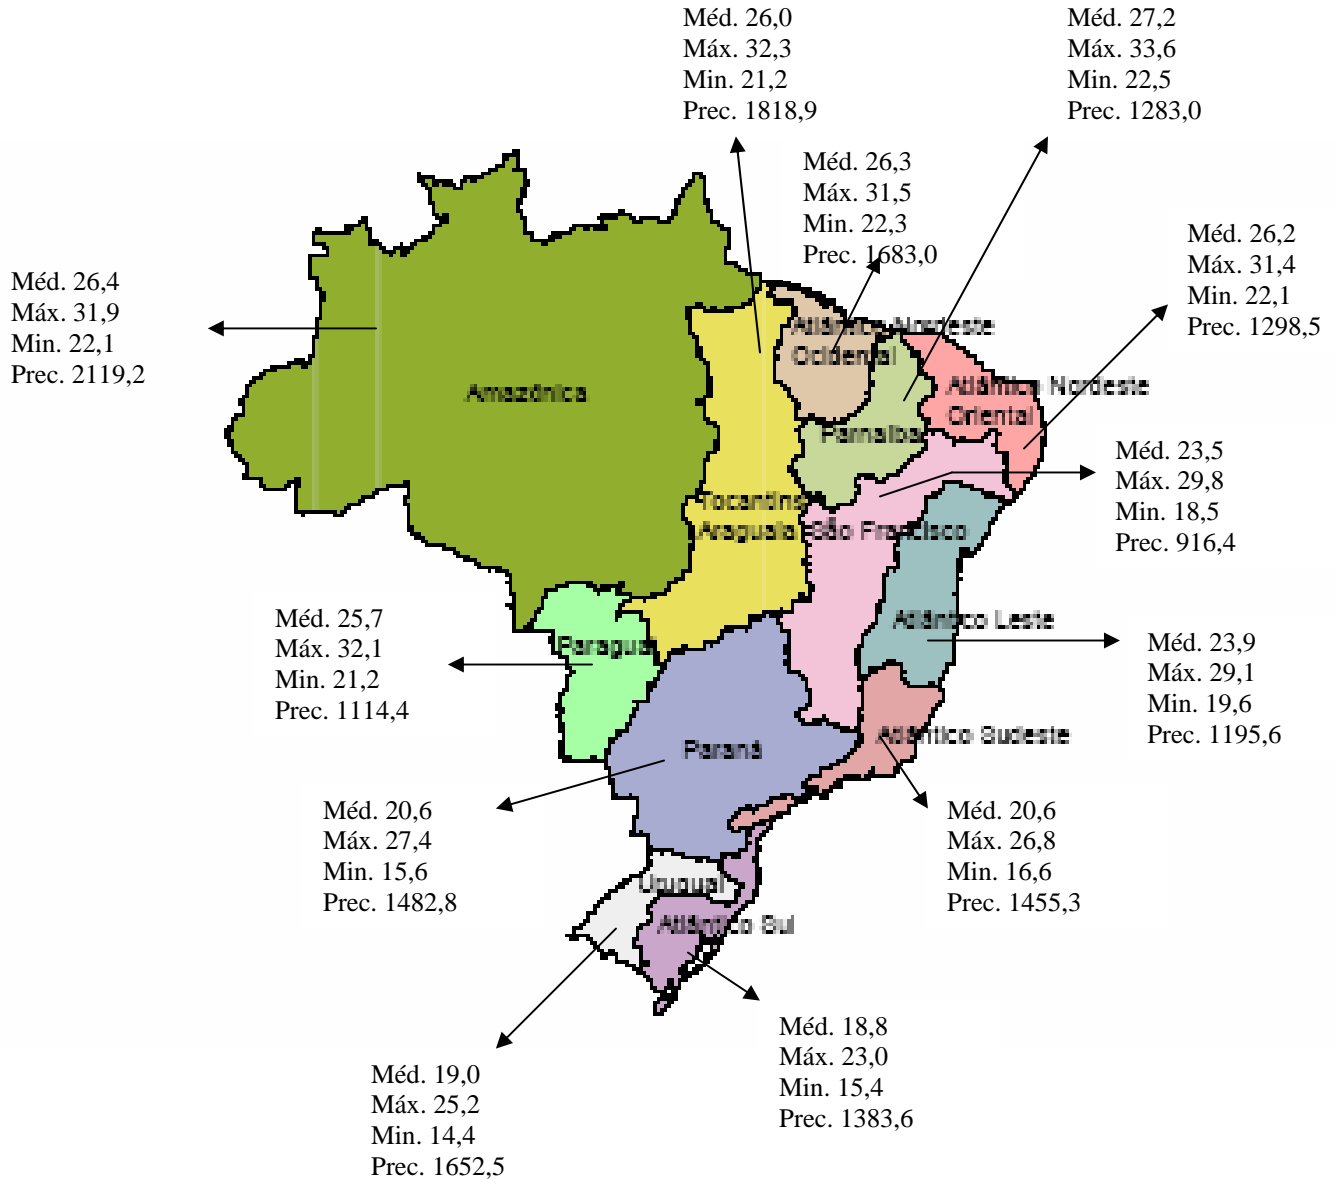 Méd. 26,0
Máx. 32,3
Min. 21,2
Prec. 1818,9
Méd. 27,2
Máx. 33,6
Min. 22,5
Prec. 1283,0
Méd. 26,3
Máx. 31,5
Min. 22,3
Prec. 1683,0
Méd. 26,2
Máx. 31,4
Min. 22,1
Prec. 1298,5
Méd. 26,4
Máx. 31,9
Min. 22,1
Prec. 2119,2
Atlântico Nordeste
Ocidental
Amazônica
Atlântico Nordeste
Oriental
Parnaíba
Méd. 23,5
Máx. 29,8
Min. 18,5
Prec. 916,4
Tocantins
Araguaia
São Francisco
Méd. 25,7
Máx. 32,1
Min. 21,2
Prec. 1114,4
Paraguai
Atlântico Leste
Méd. 23,9
Máx. 29,1
Min. 19,6
Prec. 1195,6
Paraná
Atlântico Sudeste
Méd. 20,6
Máx. 27,4
Min. 15,6
Prec. 1482,8
Méd. 20,6
Máx. 26,8
Min. 16,6
Prec. 1455,3
Uruguai
Atlântico Sul
Méd. 18,8
Máx. 23,0
Min. 15,4
Prec. 1383,6
Méd. 19,0
Máx. 25,2
Min. 14,4
Prec. 1652,5